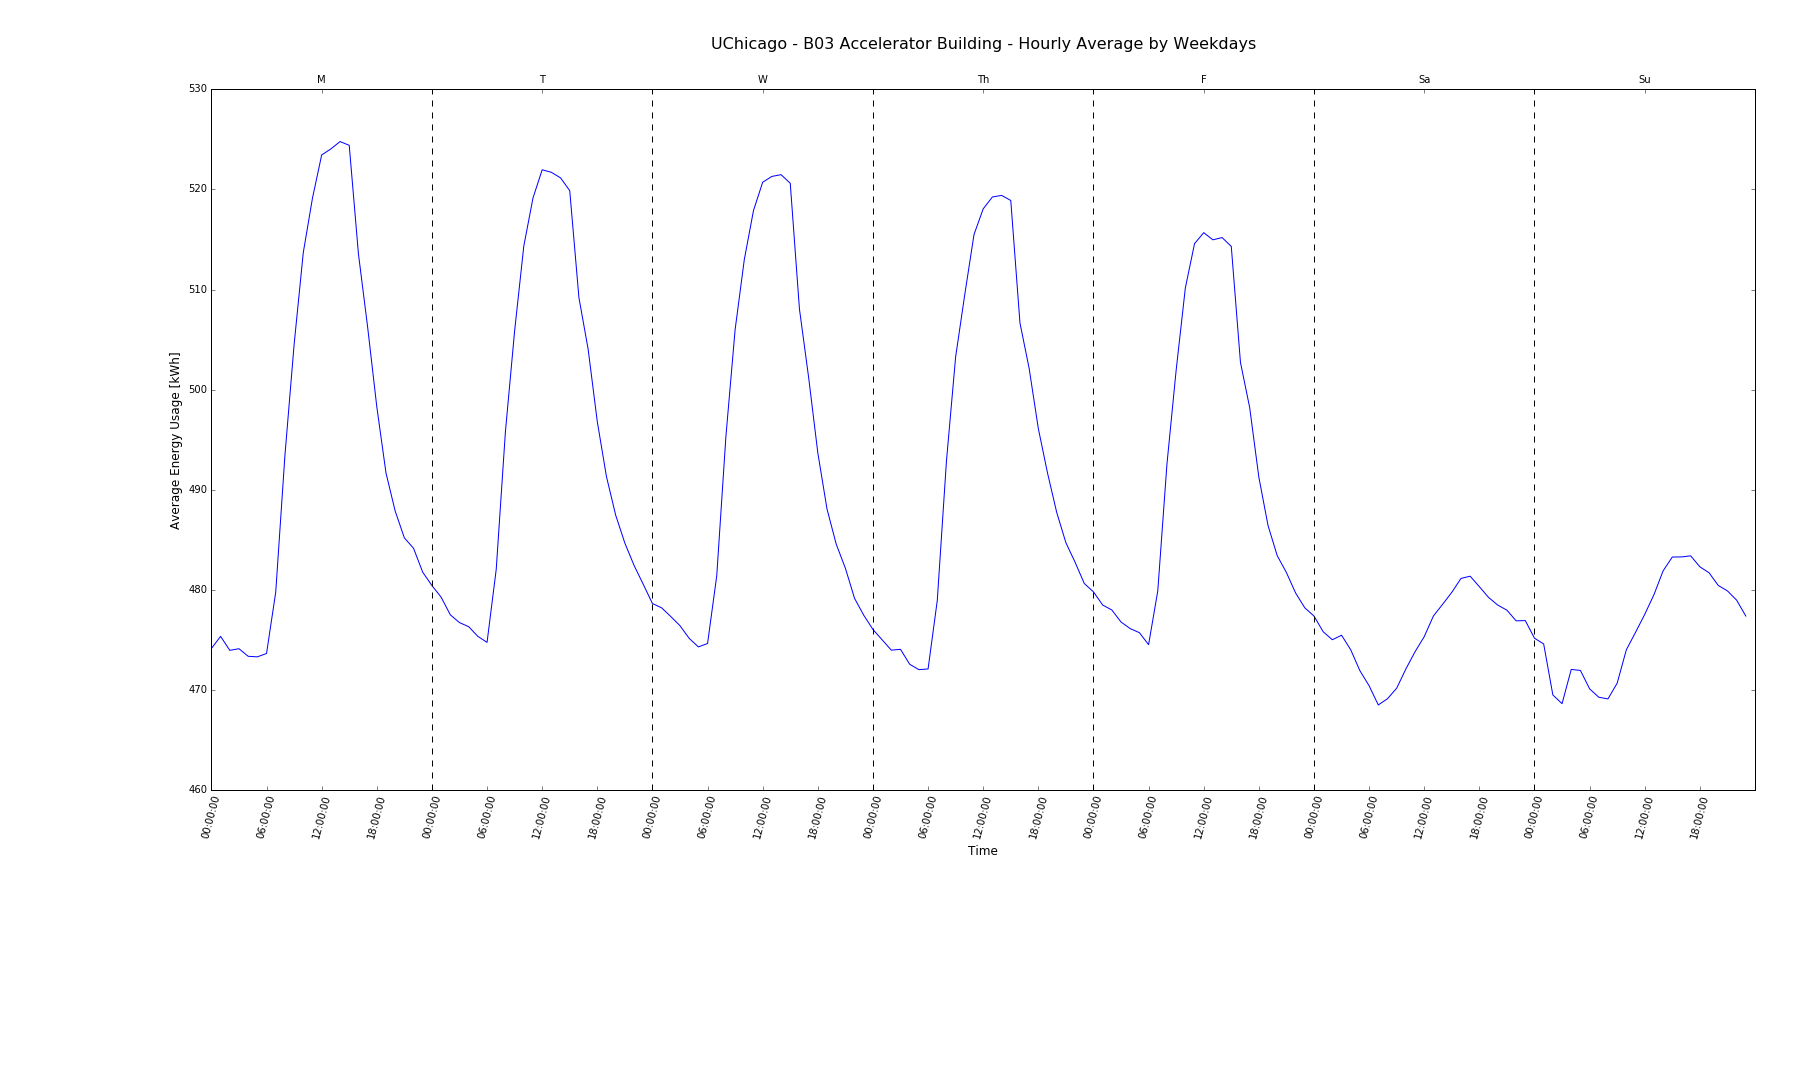 UChicago - B03 Accelerator Building - Hourly Average by Weekdays
M T W Th F Sa Su
530
520
510
500
490
480
470
460
Average Energy Usage [kWh]
00:00:00 06:00:00 12:00:00 18:00:00 00:00:00 06:00:00 12:00:00 18:00:00 00:00:00 06:00:00 12:00:00 18:00:00 00:00:00 06:00:00 12:00:00 18:00:00 00:00:00 06:00:00 12:00:00 18:00:00 00:00:00 06:00:00 12:00:00 18:00:00 00:00:00 06:00:00 12:00:00 18:00:00
Time